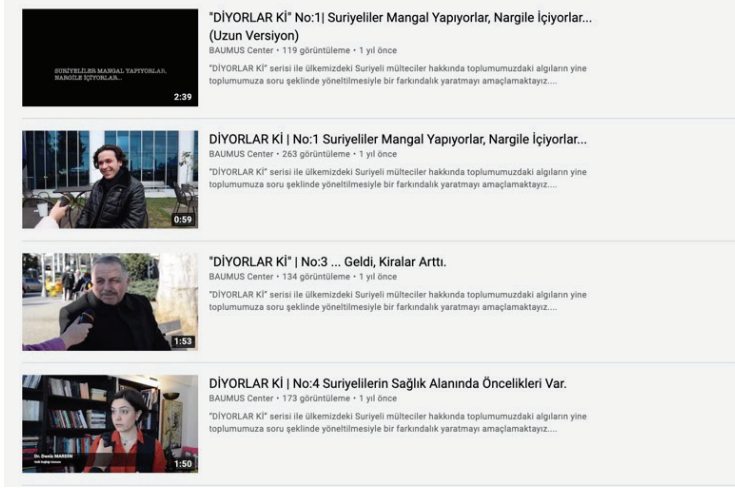 "DİYORLAR Kİ" No:1| Suriyeliler Mangal Yapıyorlar, Nargile İçiyorlar...
(Uzun Versiyon)
BAUMUS Center • 119 görüntüleme • 1 yıl önce
"DİYORLAR Kİ" serisi ile ülkemizdeki Suriyeli mülteciler hakkında toplumumuzdaki algıların yine
toplumumuza soru şeklinde yöneltilmesiyle bir farkındalık yaratmayı amaçlamaktayız....
SURİYELİLER MANGAL YAPIYORLAR,
NARGİLE İÇİYORLAR...
2:39
DİYORLAR Kİ | No:1 Suriyeliler Mangal Yapıyorlar, Nargile İçiyorlar...
BAUMUS Center • 263 görüntüleme • 1 yıl önce
"DİYORLAR Kİ" serisi ile ülkemizdeki Suriyeli mülteciler hakkında toplumumuzdaki algıların yine
toplumumuza soru şeklinde yöneltilmesiyle bir farkındalık yaratmayı amaçlamaktayız....
0:59
"DİYORLAR Kİ" | No:3 ... Geldi, Kiralar Arttı.
BAUMUS Center • 134 görüntüleme • 1 yıl önce
"DİYORLAR Kİ" serisi ile ülkemizdeki Suriyeli mülteciler hakkında toplumumuzdaki algıların yine
toplumumuza soru şeklinde yöneltilmesiyle bir farkındalık yaratmayı amaçlamaktayız....
1:53
DİYORLAR Kİ | No:4 Suriyelilerin Sağlık Alanında Öncelikleri Var.
BAUMUS Center • 173 görüntüleme • 1 yıl önce
"DİYORLAR Kİ" serisi ile ülkemizdeki Suriyeli mülteciler hakkında toplumumuzdaki algıların yine
toplumumuza soru şeklinde yöneltilmesiyle bir farkındalık yaratmayı amaçlamaktayız....
Dr. Deniz MARDİN
1:50